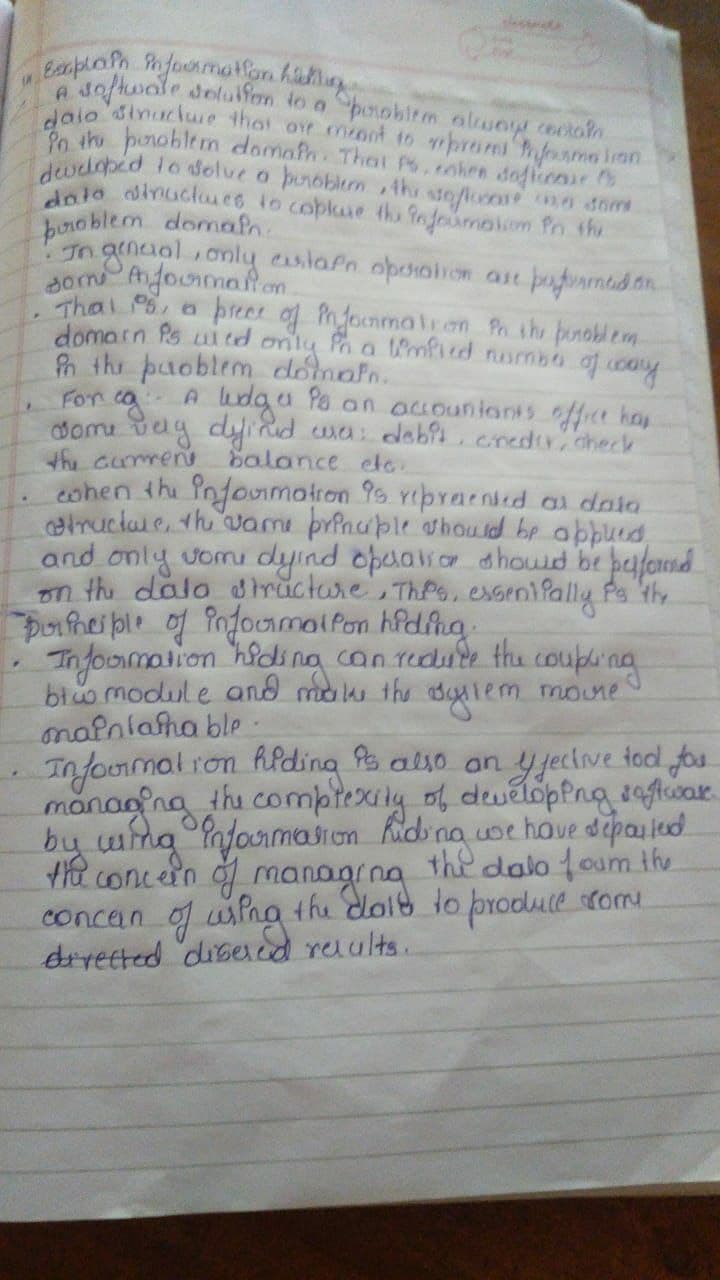 Explain Information hiding.
A software solution to a problem always contain
data structure that are meant to represent Information
in the problem domain. That is, when software is
developed to solve a problem, the software uses some
data structures to capture the information in the
problem domain.
. In general, only certain operation are performed on
some Information.
. That is, a piece of Information in the problem
domain is used only in a limited number of way
in the problem domain.
. For eg:- A ledger is an accountants office has
some very defined use: debit, credit, check
the current balance etc.
. when the Information is represented as data
structure, the same principle should be applied
and only some defind operation should be performed
on the data structure, This, essentially is the
principle of information hiding.
. Information hiding can reduce the coupling
btw module and make the system more
maintainable.
. Information hiding is also an effective tool for
managing the complexity of developing software.
by using information hiding we have separated
the concern of managing the data form the
concern of using the data to produce some
disered results.